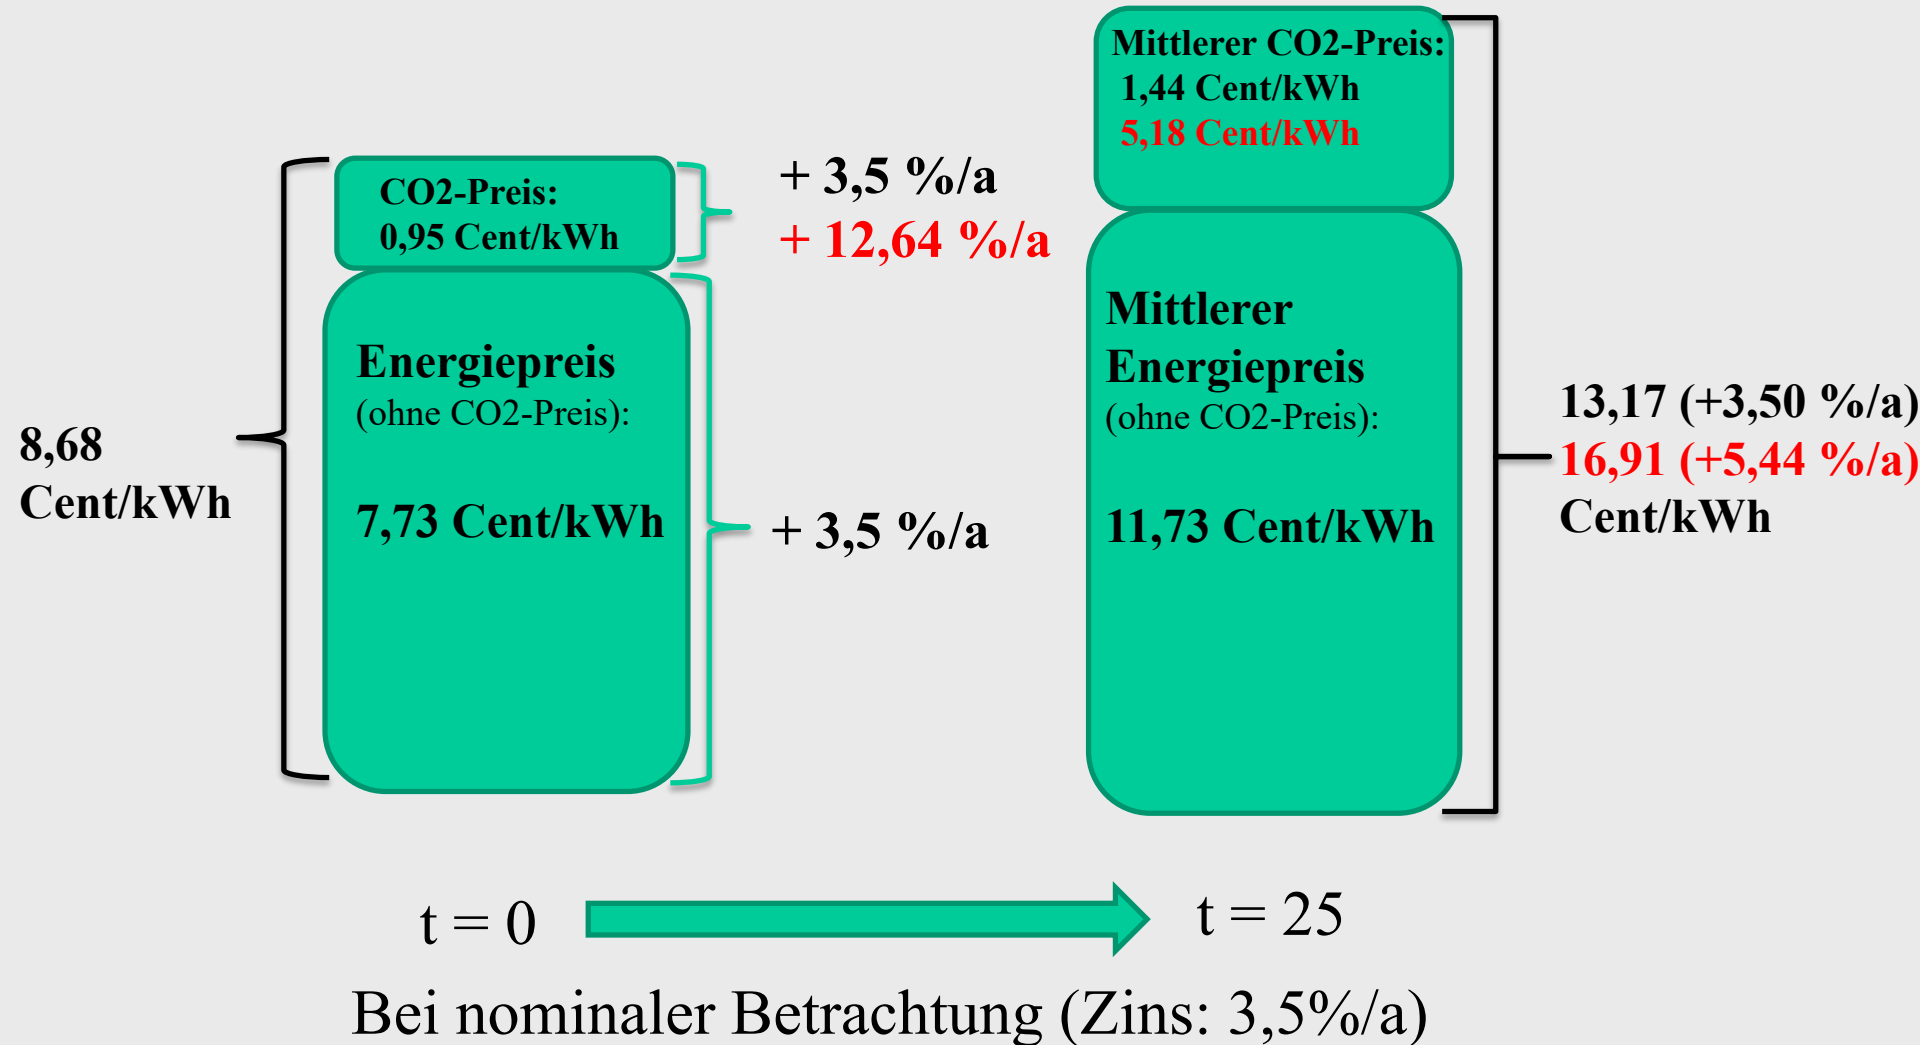 8,68
Cent/kWh
CO2-Preis:
0,95 Cent/kWh
Energiepreis
(ohne CO2-Preis):
7,73 Cent/kWh
+ 3,5 %/a
+ 12,64 %/a
+ 3,5 %/a
Mittlerer CO2-Preis:
1,44 Cent/kWh
5,18 Cent/kWh
Mittlerer
Energiepreis
(ohne CO2-Preis):
11,73 Cent/kWh
13,17 (+3,50 %/a)
16,91 (+5,44 %/a)
Cent/kWh
t = 0
t = 25
Bei nominaler Betrachtung (Zins: 3,5%/a)